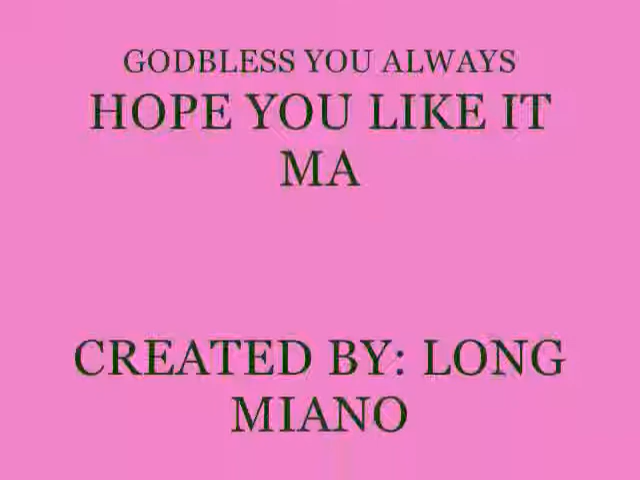 GODBLESS YOU ALWAYS
HOPE YOU LIKE IT
MA
CREATED BY: LONG
MIANO